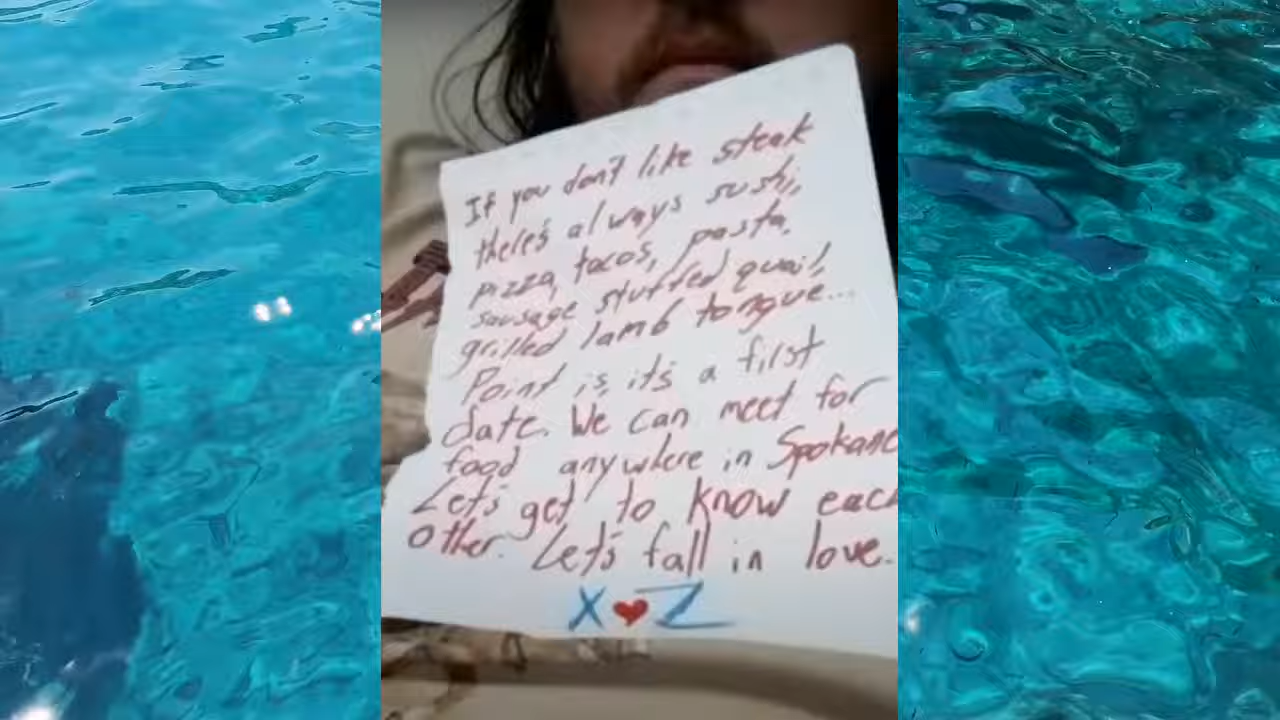 If you don't like steak
there's always sushi,
pizza, tacos, pasta,
sausage stuffed quail,
grilled lamb tongue...
Point is, it's a first
date. We can meet for
food anywhere in Spokane
Let's get to know each
other. Let's fall in love.
X ❤ Z